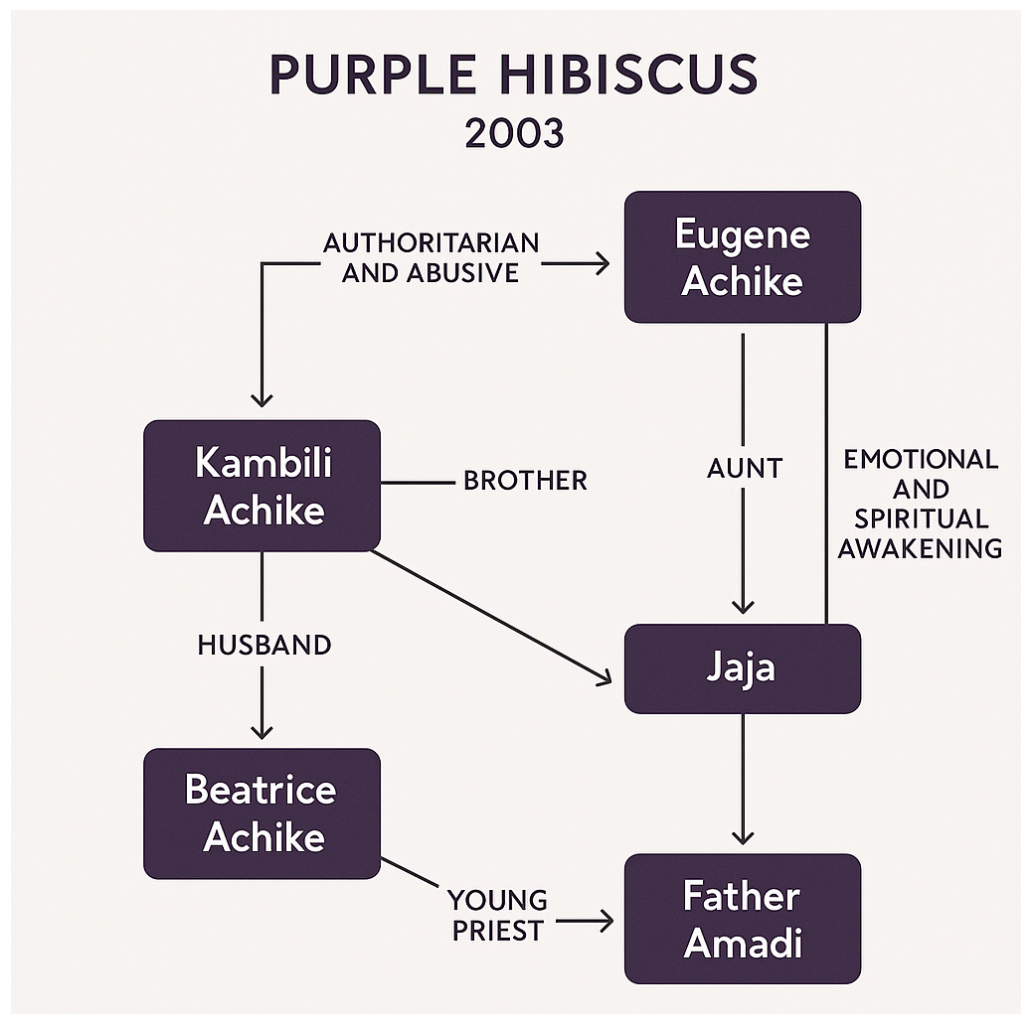 PURPLE HIBISCUS
2003
Eugene
Achike
AUTHORITARIAN
AND ABUSIVE
Kambili
Achike
BROTHER
AUNT
EMOTIONAL
AND
SPIRITUAL
AWAKENING
HUSBAND
Jaja
Beatrice
Achike
YOUNG
PRIEST
Father
Amadi